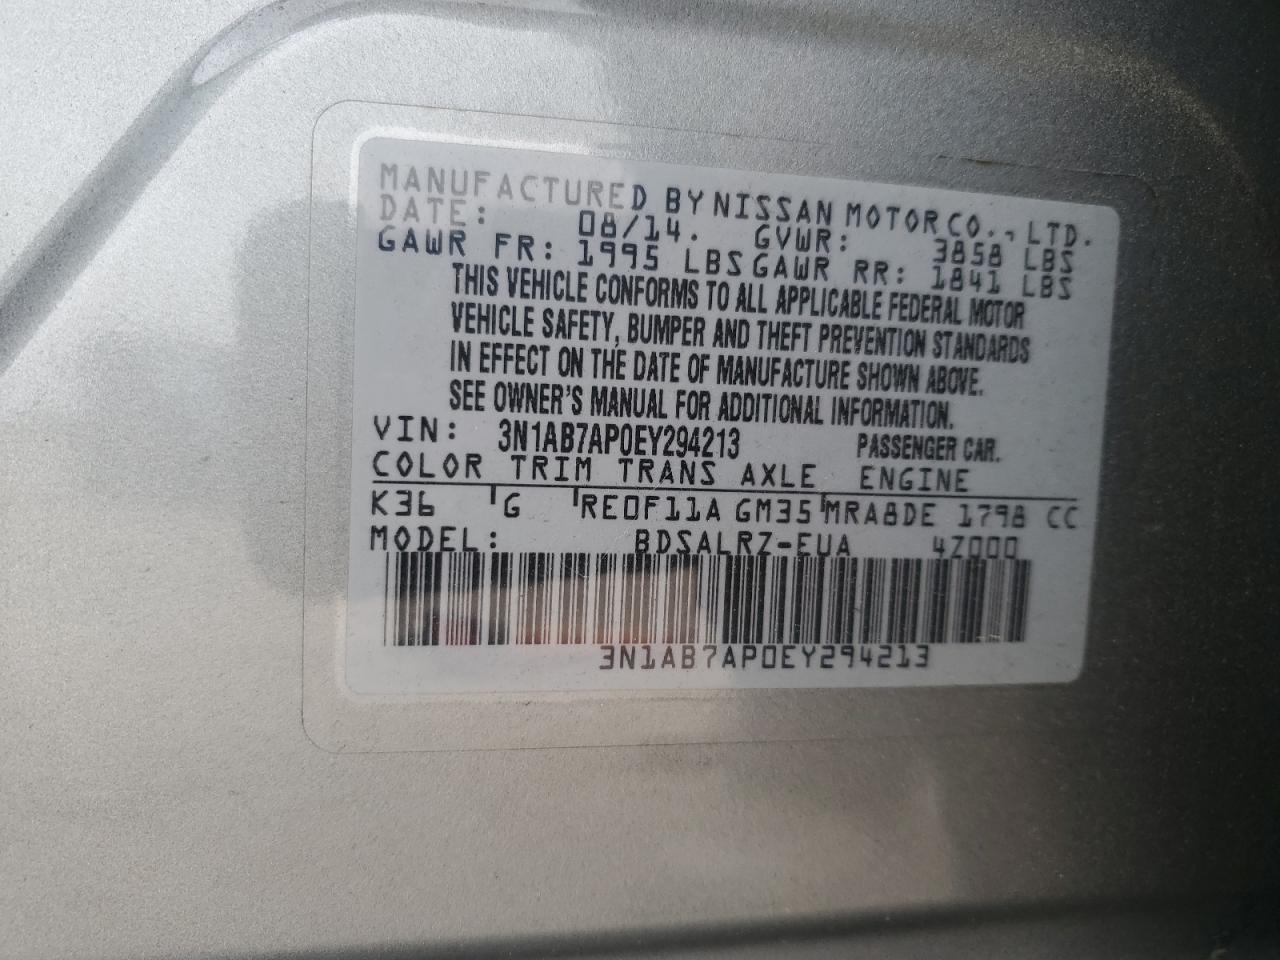 MANUFACTURED BY NISSAN MOTOR CO., LTD.
DATE: 08/14. GVWR: 3858 LBS
GAWR FR: 1995 LBS GAWR RR: 1841 LBS
THIS VEHICLE CONFORMS TO ALL APPLICABLE FEDERAL MOTOR
VEHICLE SAFETY, BUMPER AND THEFT PREVENTION STANDARDS
IN EFFECT ON THE DATE OF MANUFACTURE SHOWN ABOVE.
SEE OWNER'S MANUAL FOR ADDITIONAL INFORMATION.
VIN: 3N1AB7AP0EY294213 PASSENGER CAR.
COLOR TRIM TRANS AXLE ENGINE
K36 G RE0F11A GM35 MRA8DE 1798 CC
MODEL: BDSALRZ-EUA 4Z000
3N1AB7AP0EY294213